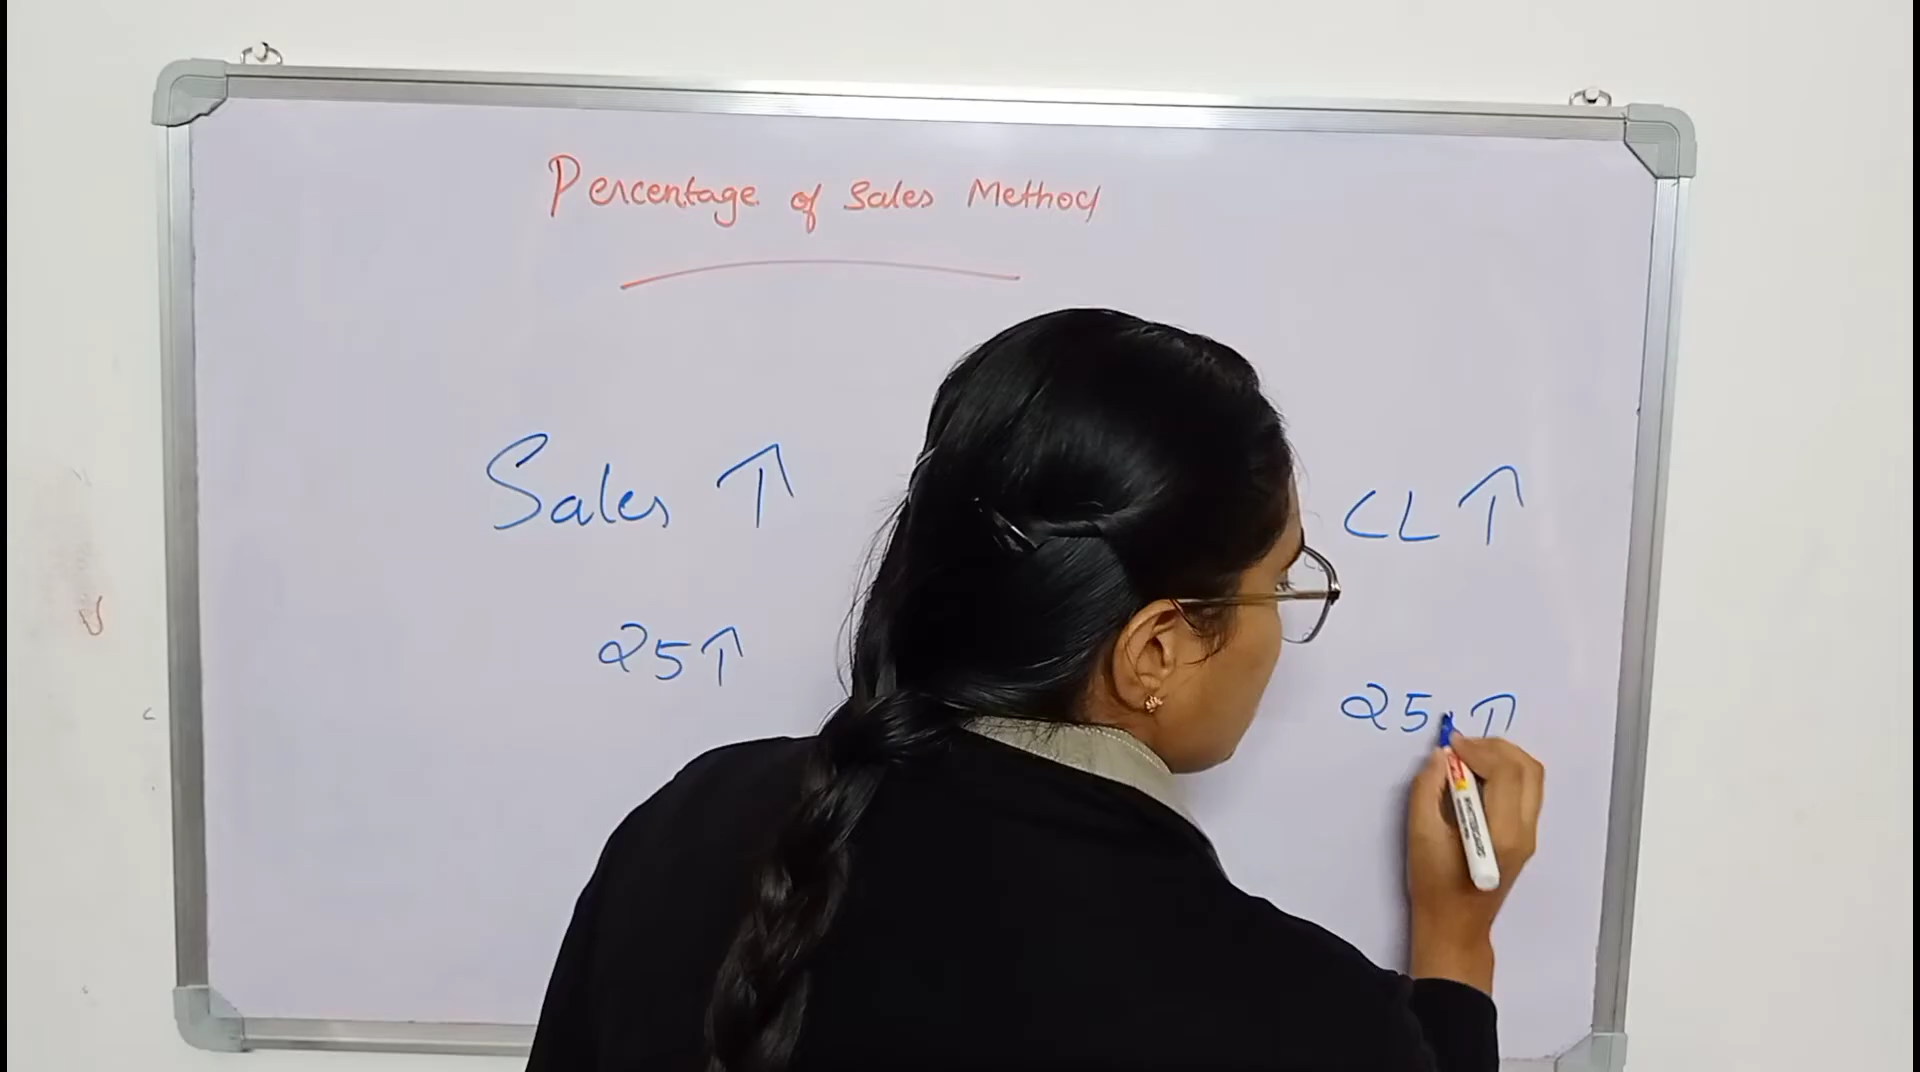 Percentage of Sales Method
Sales ↑ CL ↑
25 ↑ 25 ↑